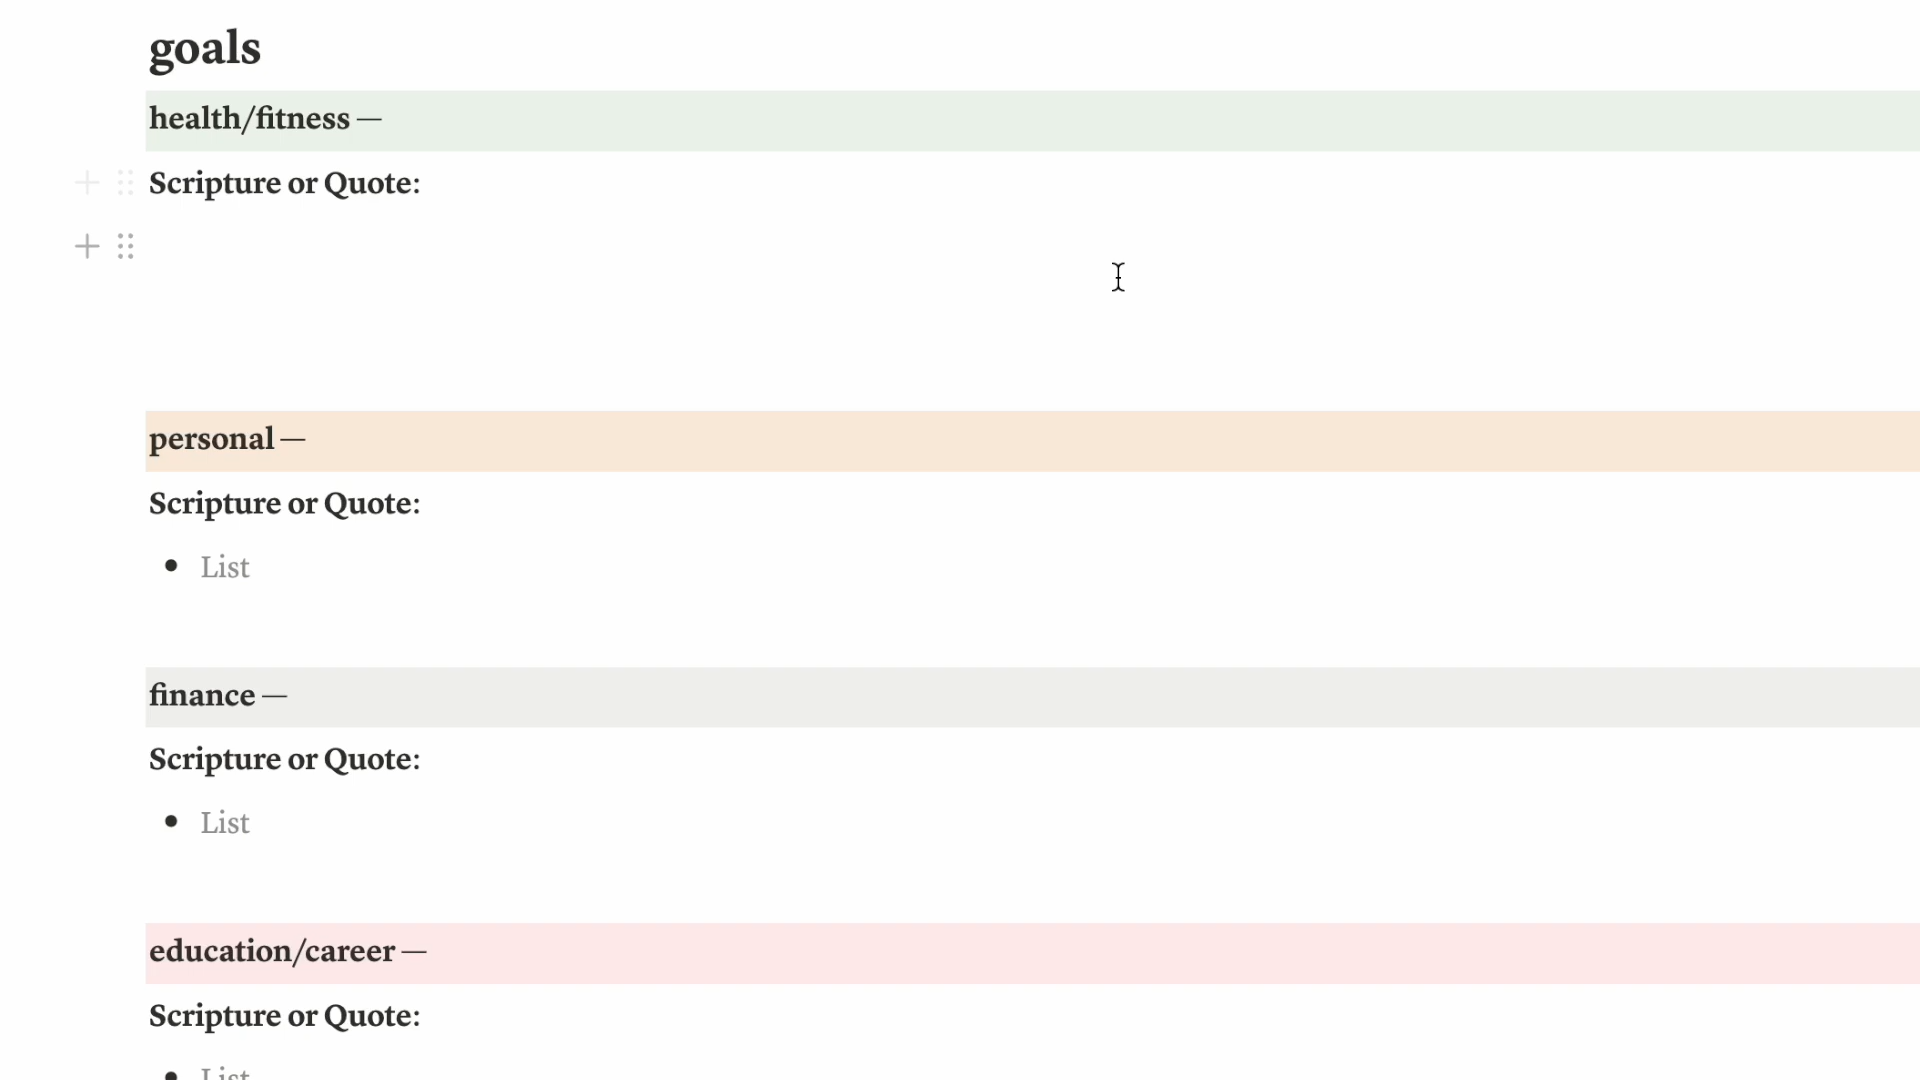 goals
health/fitness —
Scripture or Quote:
personal —
Scripture or Quote:
• List
finance —
Scripture or Quote:
• List
education/career —
Scripture or Quote:
• List